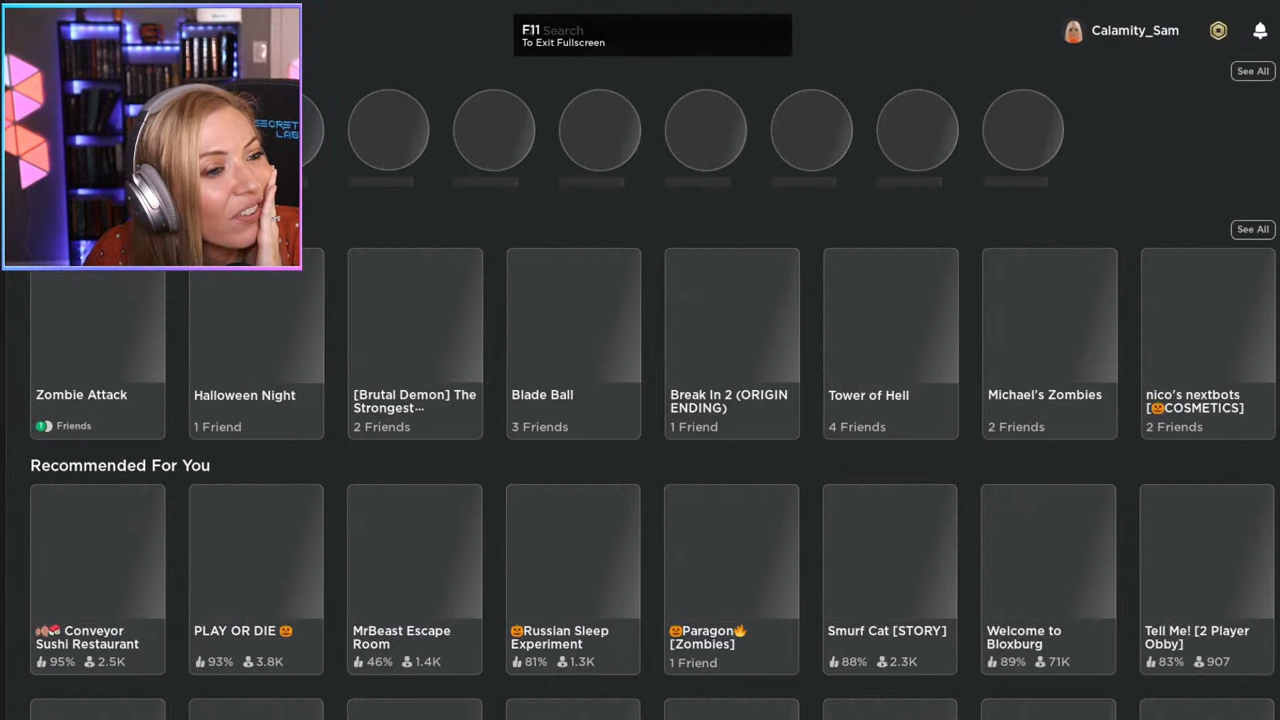 F11 Search
To Exit Fullscreen
Calamity_Sam
See All
SECRET
LAB
See All
Zombie Attack
1 Friends
Halloween Night
1 Friend
[Brutal Demon] The
Strongest...
2 Friends
Blade Ball
3 Friends
Break In 2 (ORIGIN
ENDING)
1 Friend
Tower of Hell
4 Friends
Michael's Zombies
2 Friends
nico's nextbots
[🎃COSMETICS]
2 Friends
Recommended For You
🍣 Conveyor
Sushi Restaurant
95% 2.5K
PLAY OR DIE 🎃
93% 3.8K
MrBeast Escape
Room
46% 1.4K
🎃Russian Sleep
Experiment
81% 1.3K
🎃Paragon🔥
[Zombies]
1 Friend
Smurf Cat [STORY]
88% 2.3K
Welcome to
Bloxburg
89% 71K
Tell Me! [2 Player
Obby]
83% 907